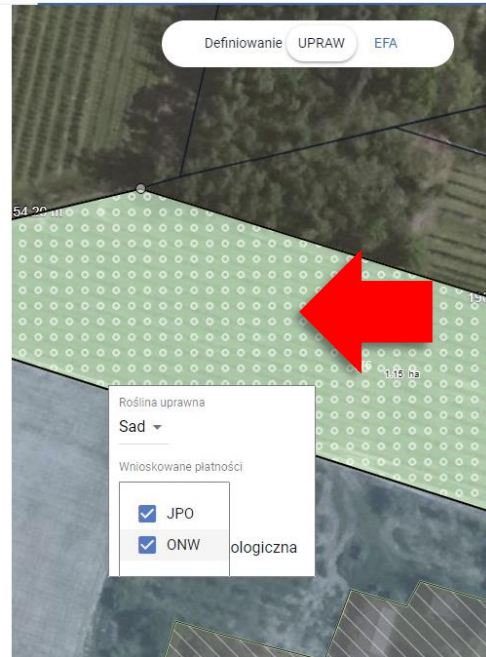 Definiowanie UPRAW EFA
54.20 m
1.15 ha
Roślina uprawna
Sad
Wnioskowane płatności
JPO
ONW
ologiczna